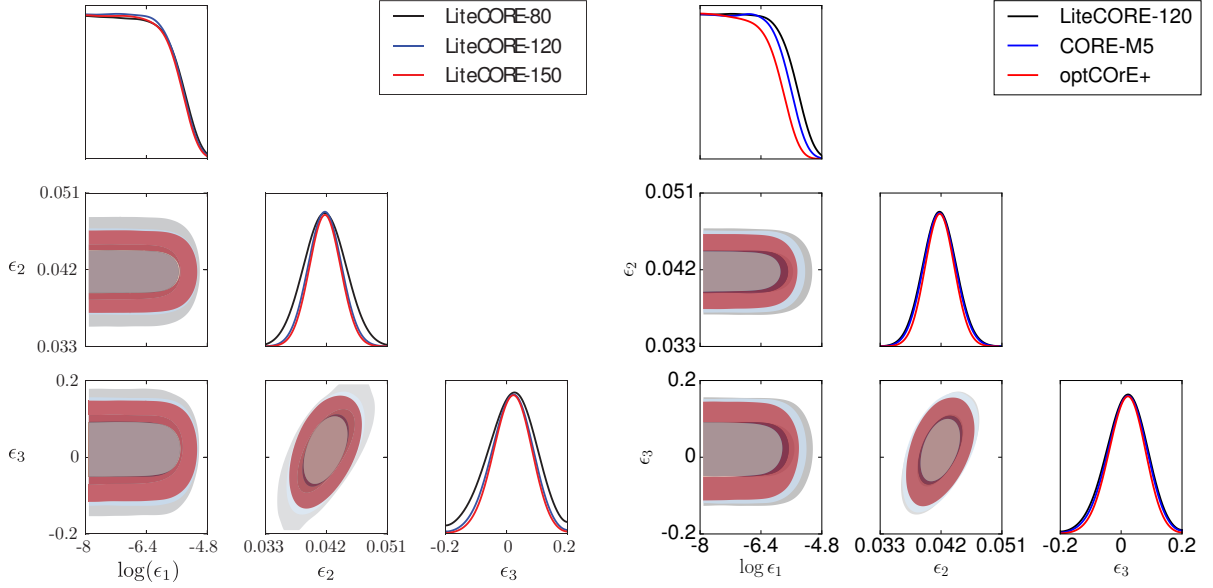 LiteCORE-80
LiteCORE-120
LiteCORE-150
0.051
ϵ2 0.042
0.033
0.2
ϵ3 0
-0.2
-8 -6.4 -4.8
0.033 0.042 0.051
-0.2 0 0.2
log(ϵ1) ϵ2 ϵ3
LiteCORE-120
CORE-M5
optCOrE+
0.051
ϵ2 0.042
0.033
0.2
ϵ3 0
-0.2
-8 -6.4 -4.8
0.033 0.042 0.051
-0.2 0 0.2
log ϵ1 ϵ2 ϵ3